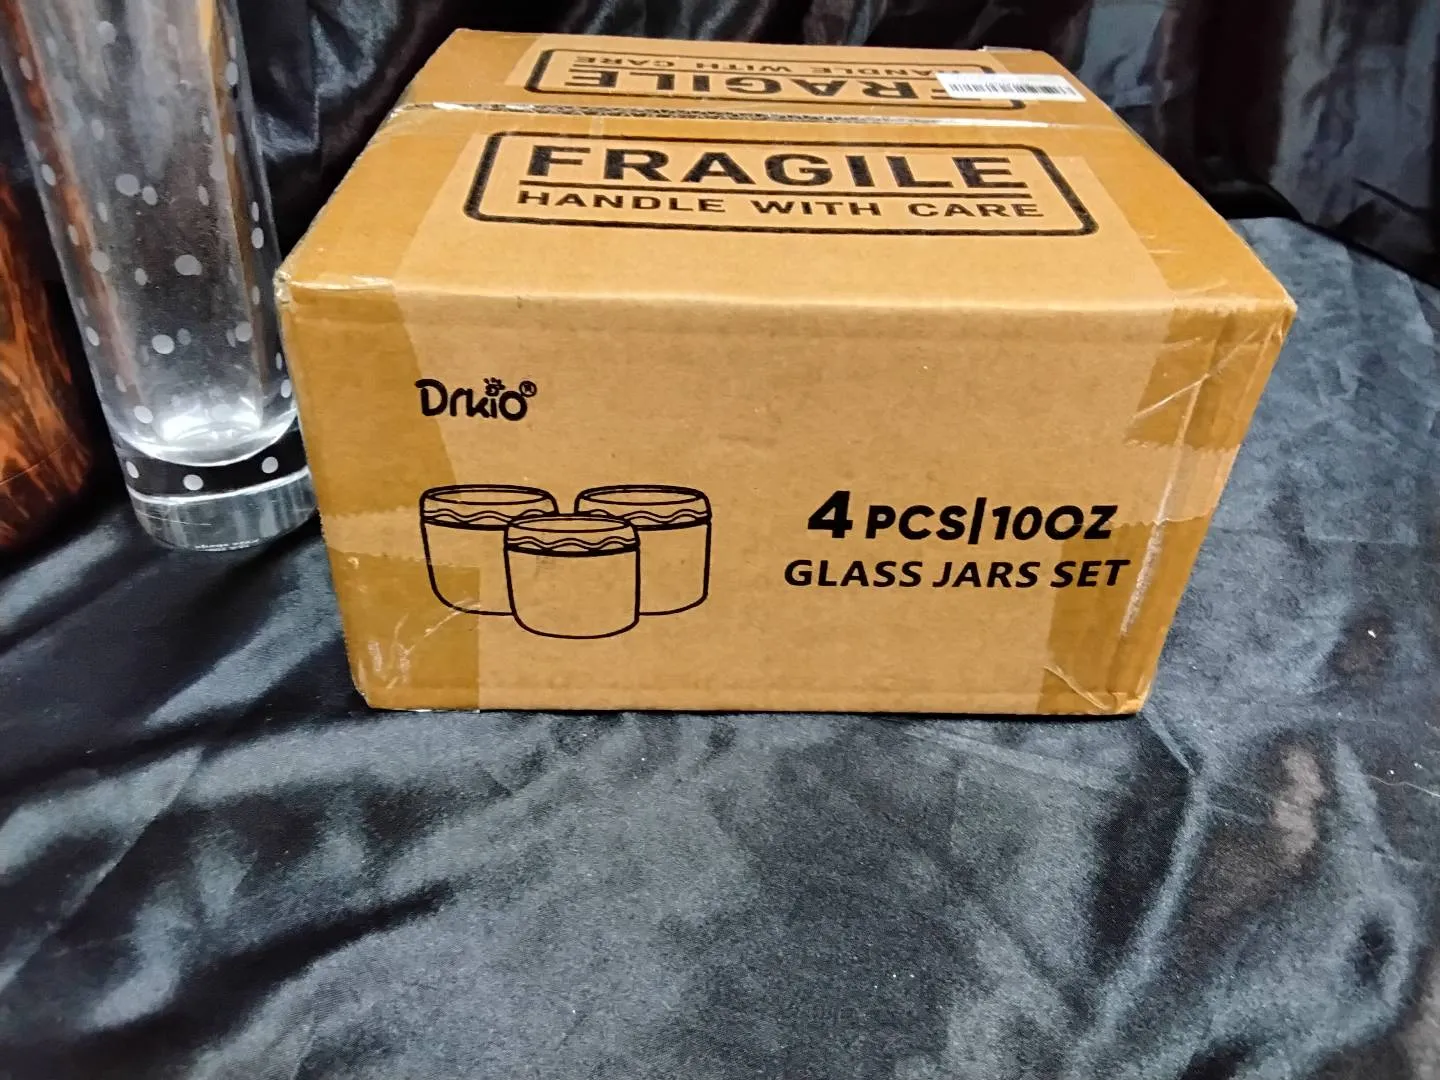 HANDLE WITH CARE
FRAGILE
FRAGILE
HANDLE WITH CARE
Drkio®
4 PCS/10OZ
GLASS JARS SET